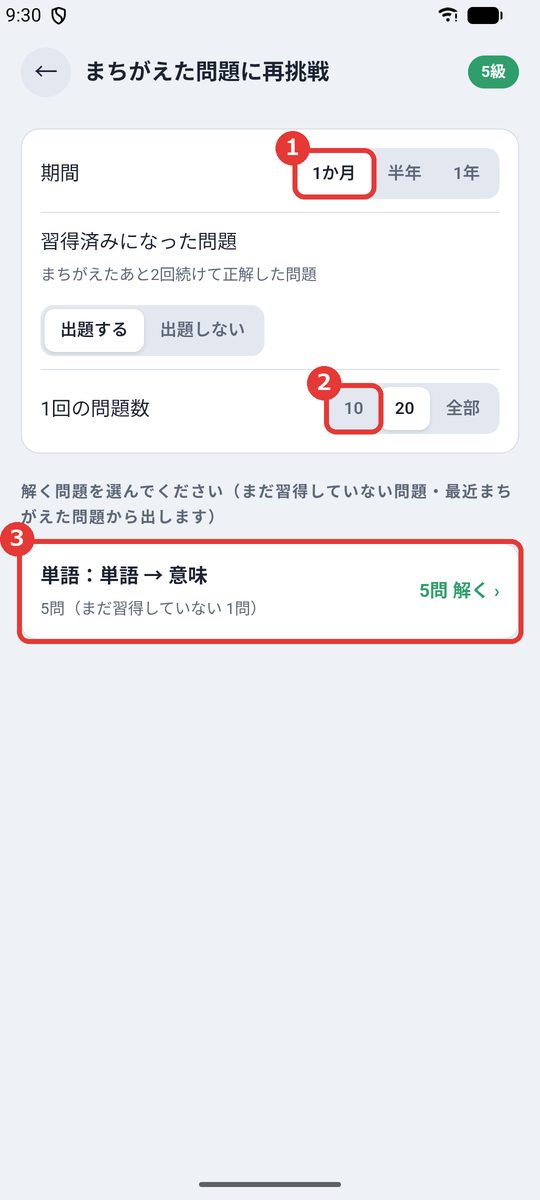 9:30
まちがえた問題に再挑戦
5級
1
期間
1か月 半年 1年
習得済みになった問題
まちがえたあと2回続けて正解した問題
出題する 出題しない
2
1回の問題数
10 20 全部
解く問題を選んでください（まだ習得していない問題・最近まち
がえた問題から出します）
3
単語：単語 → 意味
5問（まだ習得していない 1問）
5問 解く ›